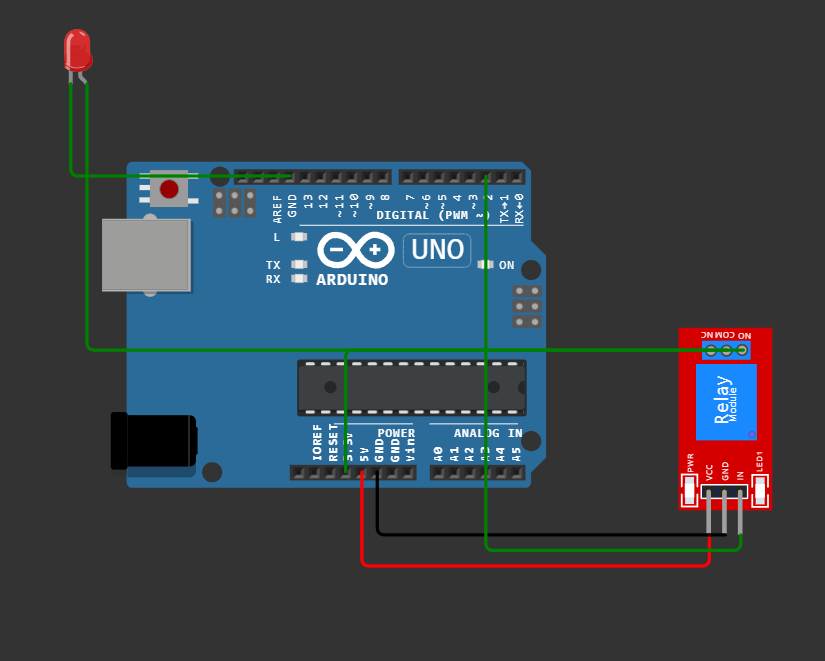 AREF
GND
13
12
~11
~10
~9
8
7
~6
~5
4
~3
2
TX→1
RX←0
DIGITAL (PWM ~)
L
TX
RX
UNO
ON
ARDUINO
NO COM NC
Relay
Module
POWER
ANALOG IN
IOREF
RESET
3.3V
5V
GND
GND
Vin
A0
A1
A2
A3
A4
A5
PWR
VCC
GND
IN
LED1